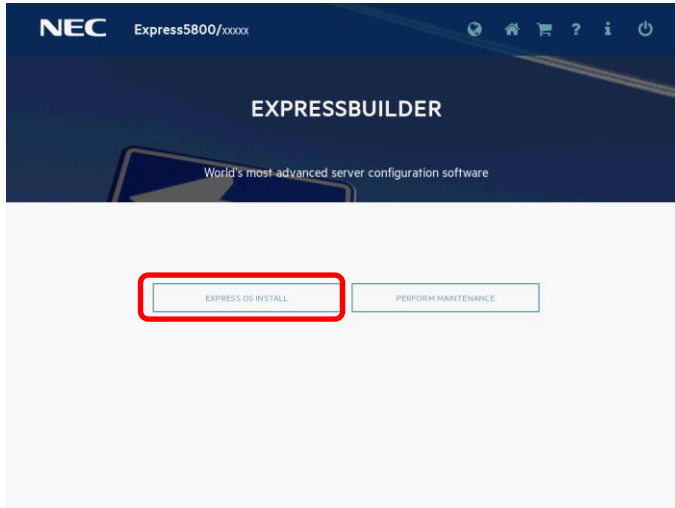 NEC Express5800/xxxxx ? i
EXPRESSBUILDER
World's most advanced server configuration software
EXPRESS OS INSTALL PERFORM MAINTENANCE